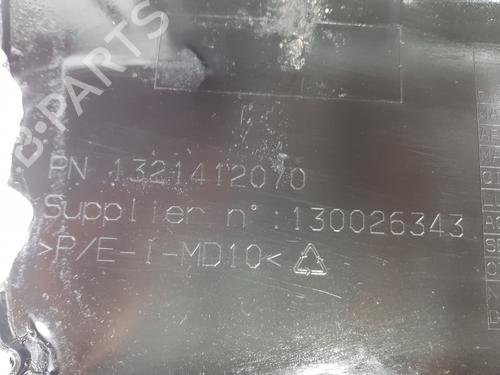 B-PARTS
PN 1321412070
Supplier n°:130026343
>P/E-I-MD10<